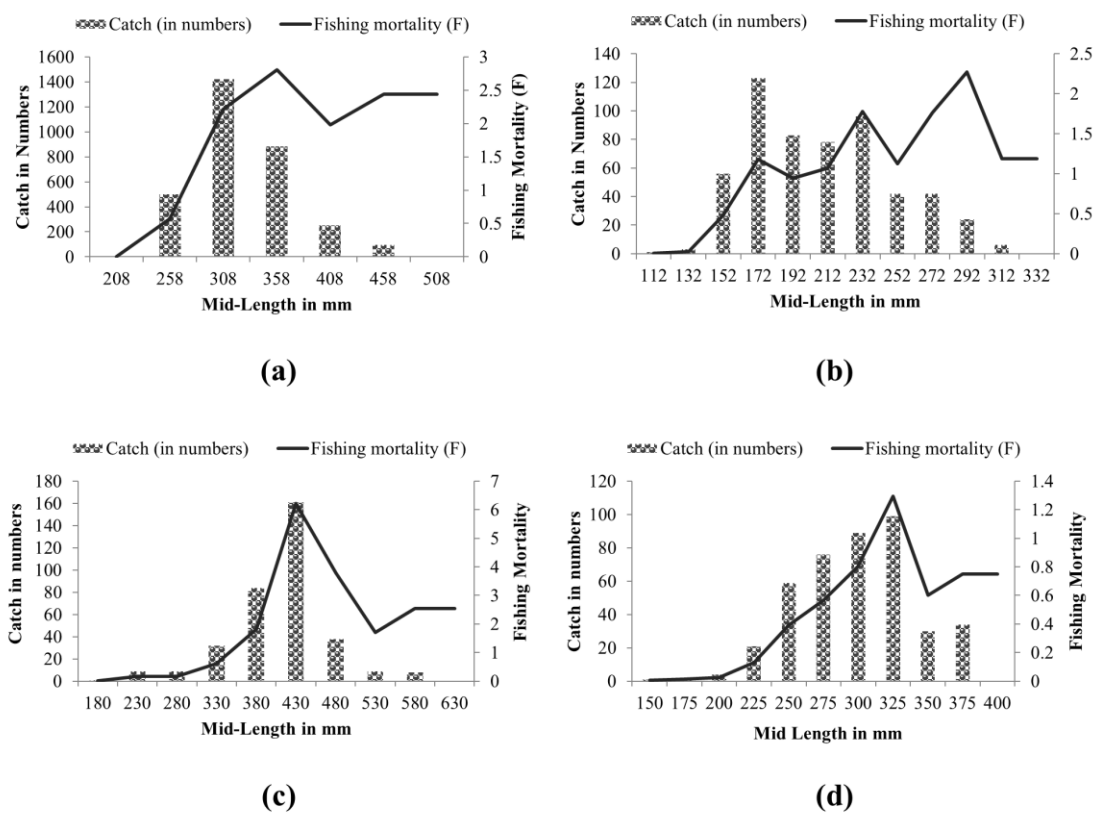 Catch (in numbers) Fishing mortality (F)
1600
1400
1200
1000
800
600
400
200
0
3
2.5
2
1.5
1
0.5
0
Catch in Numbers
Fishing Mortality (F)
208 258 308 358 408 458 508
Mid-Length in mm
(a)
Catch (in numbers) Fishing mortality (F)
140
120
100
80
60
40
20
0
2.5
2
1.5
1
0.5
0
Catch in Numbers
112 132 152 172 192 212 232 252 272 292 312 332
Mid-Length in mm
(b)
Catch (in numbers) Fishing mortality (F)
180
160
140
120
100
80
60
40
20
0
7
6
5
4
3
2
1
0
Catch in numbers
Fishing Mortality
180 230 280 330 380 430 480 530 580 630
Mid-Length in mm
(c)
Catch (in numbers) Fishing mortality (F)
120
100
80
60
40
20
0
1.4
1.2
1
0.8
0.6
0.4
0.2
0
Catch in numbers
Fishing Mortality
150 175 200 225 250 275 300 325 350 375 400
Mid Length in mm
(d)